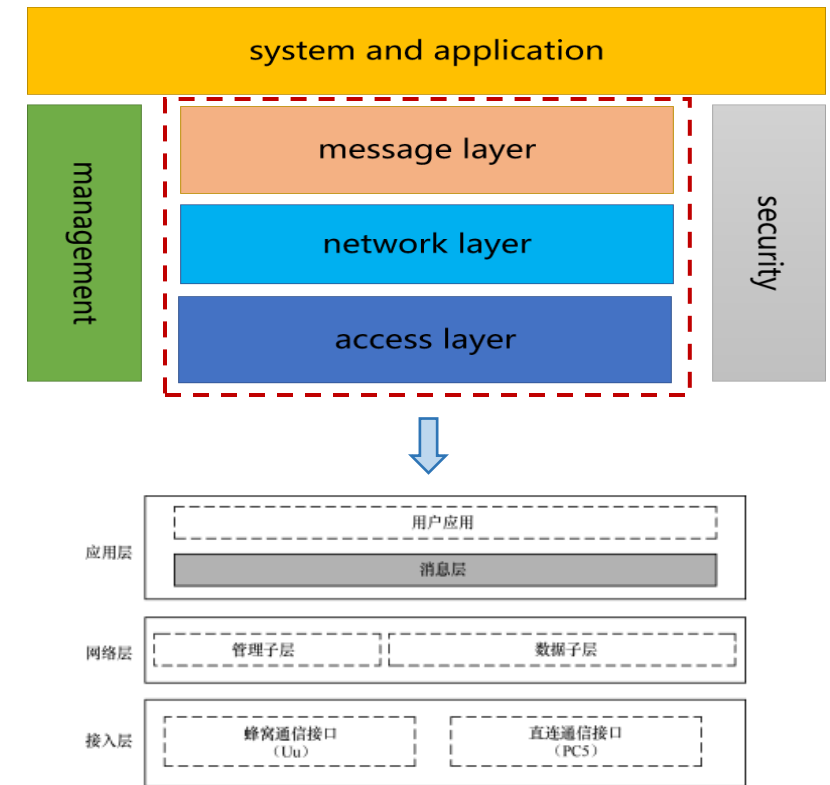 system and application
management
message layer
network layer
access layer
security
用户应用
应用层
消息层
网络层
管理子层
数据子层
接入层
蜂窝通信接口
（Uu）
直连通信接口
（PC5）